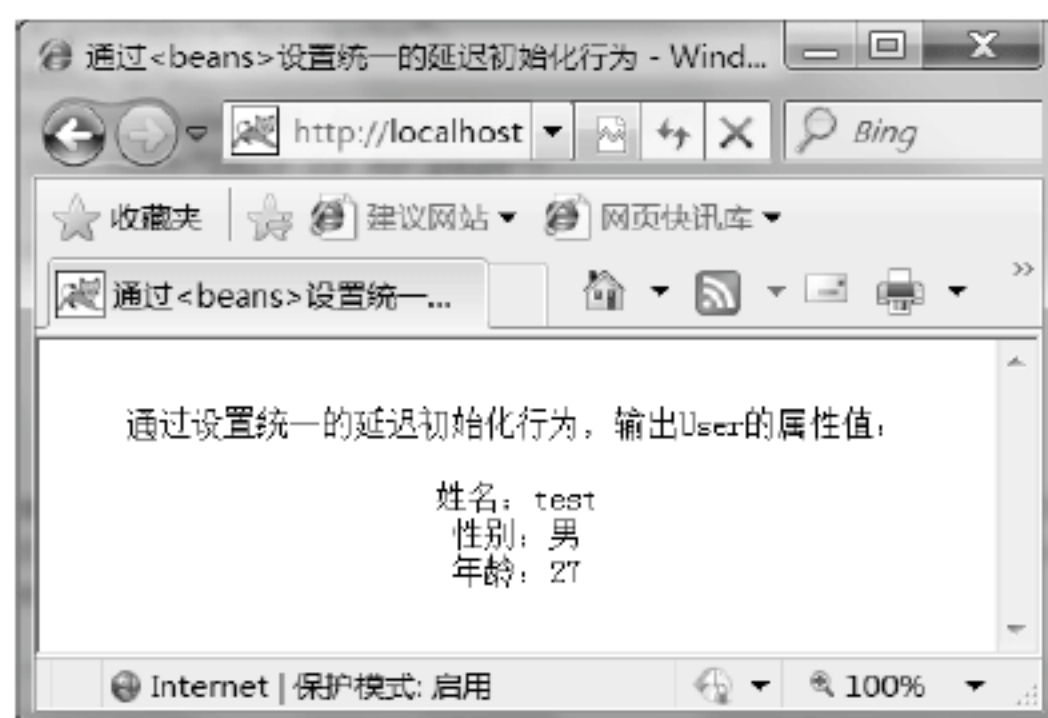 通过<beans>设置统一的延迟初始化行为 - Wind...
http://localhost
Bing
收藏夹
建议网站
网页快讯库
通过<beans>设置统一...
通过设置统一的延迟初始化行为，输出User的属性值：
姓名：test
性别：男
年龄：27
Internet | 保护模式: 启用
100%